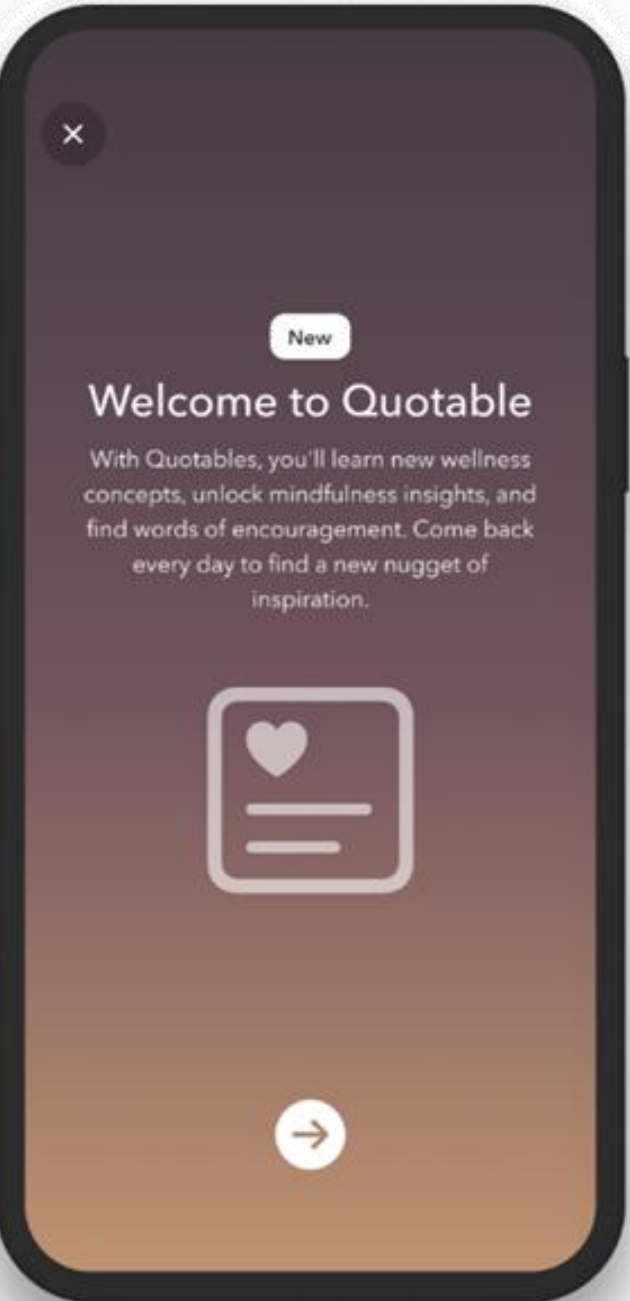 New
Welcome to Quotable
With Quotables, you'll learn new wellness
concepts, unlock mindfulness insights, and
find words of encouragement. Come back
every day to find a new nugget of
inspiration.